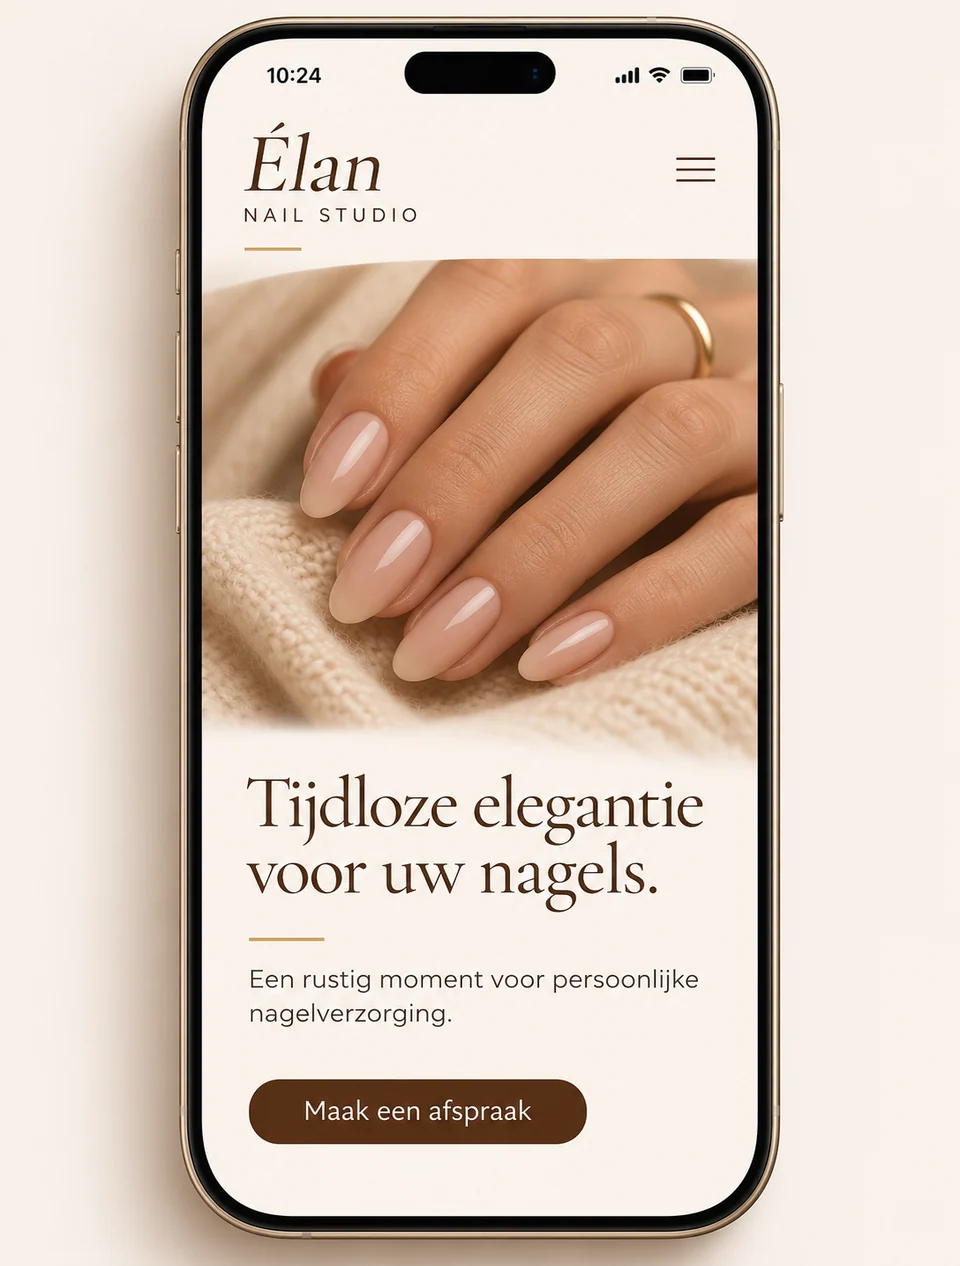 10:24
Élan
NAIL STUDIO
Tijdloze elegantie
voor uw nagels.
Een rustig moment voor persoonlijke
nagelverzorging.
Maak een afspraak